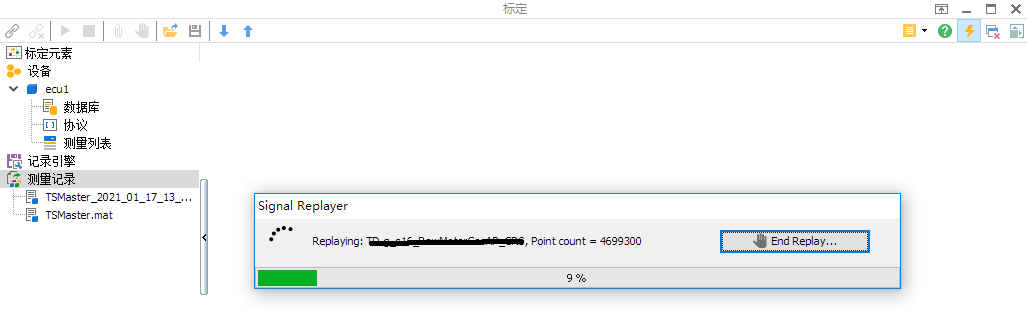 标定
标定元素
设备
ecu1
数据库
协议
测量列表
记录引擎
测量记录
TSMaster_2021_01_17_13_...
TSMaster.mat
Signal Replayer
Replaying: , Point count = 4699300
End Replay...
9 %